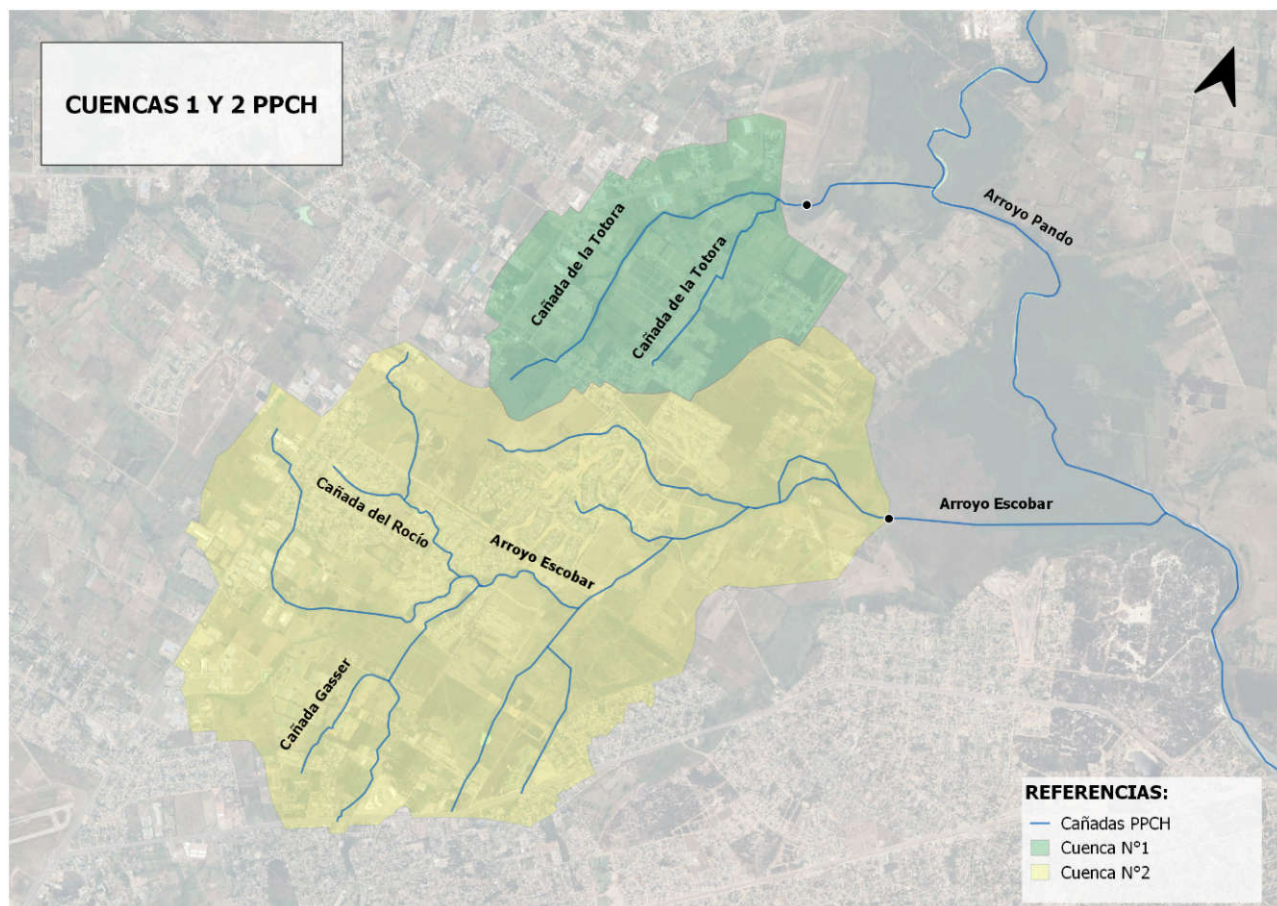 CUENCAS 1 Y 2 PPCH
Cañada de la Totora
Cañada de la Totora
Arroyo Pando
Cañada del Rocío
Arroyo Escobar
Arroyo Escobar
Cañada Gasser
REFERENCIAS:
Cañadas PPCH
Cuenca N°1
Cuenca N°2